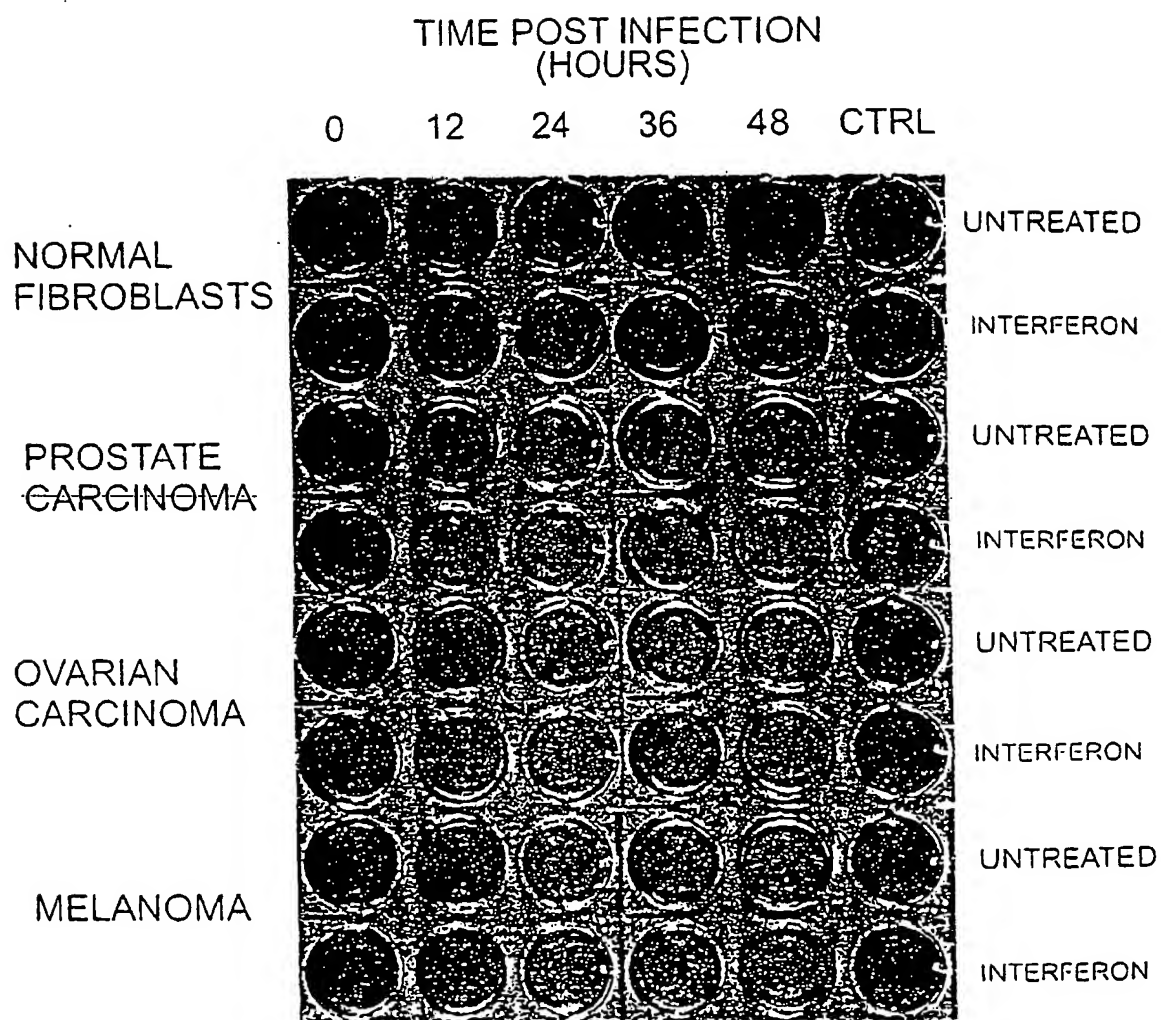 TIME POST INFECTION
(HOURS)
0 12 24 36 48 CTRL
NORMAL
FIBROBLASTS
UNTREATED
INTERFERON
PROSTATE
CARCINOMA
UNTREATED
INTERFERON
OVARIAN
CARCINOMA
UNTREATED
INTERFERON
MELANOMA
UNTREATED
INTERFERON